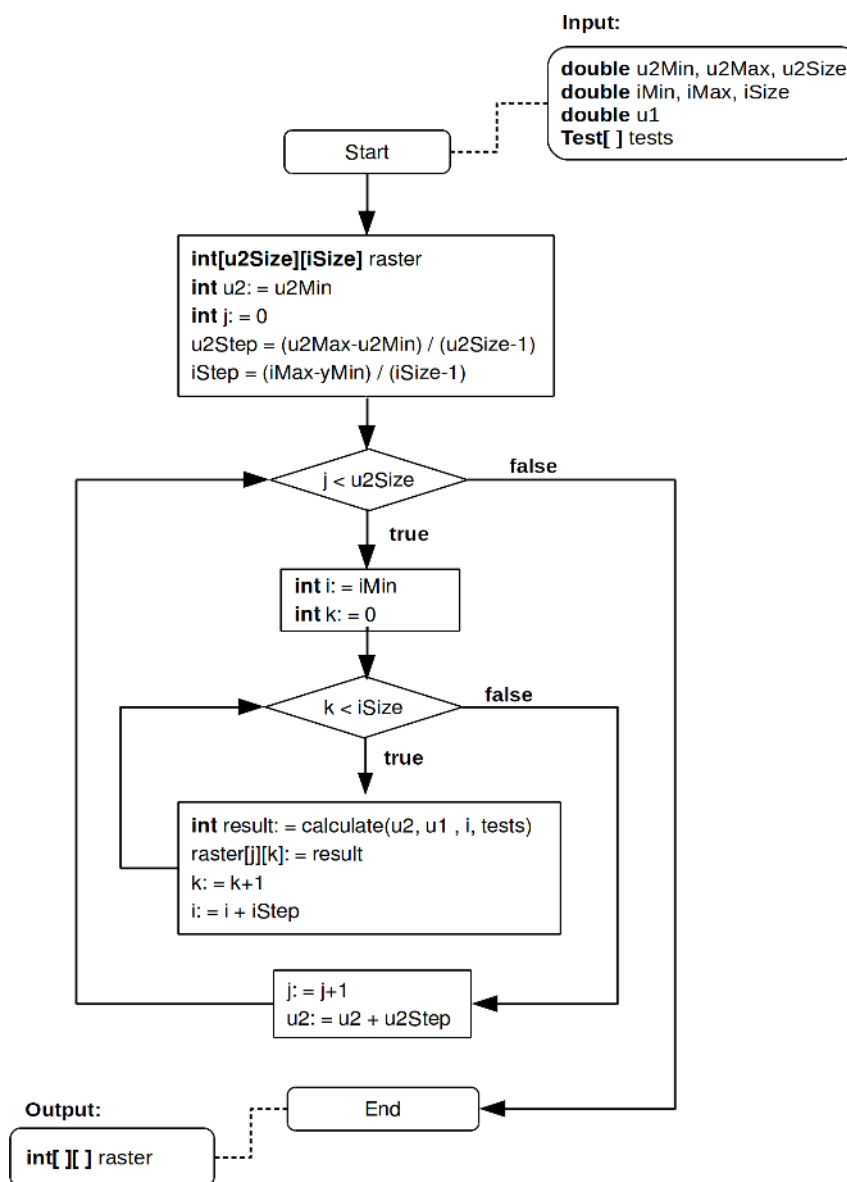 Input:
double u2Min, u2Max, u2Size
double iMin, iMax, iSize
double u1
Test[ ] tests
Start
int[u2Size][iSize] raster
int u2: = u2Min
int j: = 0
u2Step = (u2Max-u2Min) / (u2Size-1)
iStep = (iMax-yMin) / (iSize-1)
j < u2Size
false
true
int i: = iMin
int k: = 0
k < iSize
false
true
int result: = calculate(u2, u1 , i, tests)
raster[j][k]: = result
k: = k+1
i: = i + iStep
j: = j+1
u2: = u2 + u2Step
End
Output:
int[ ][ ] raster